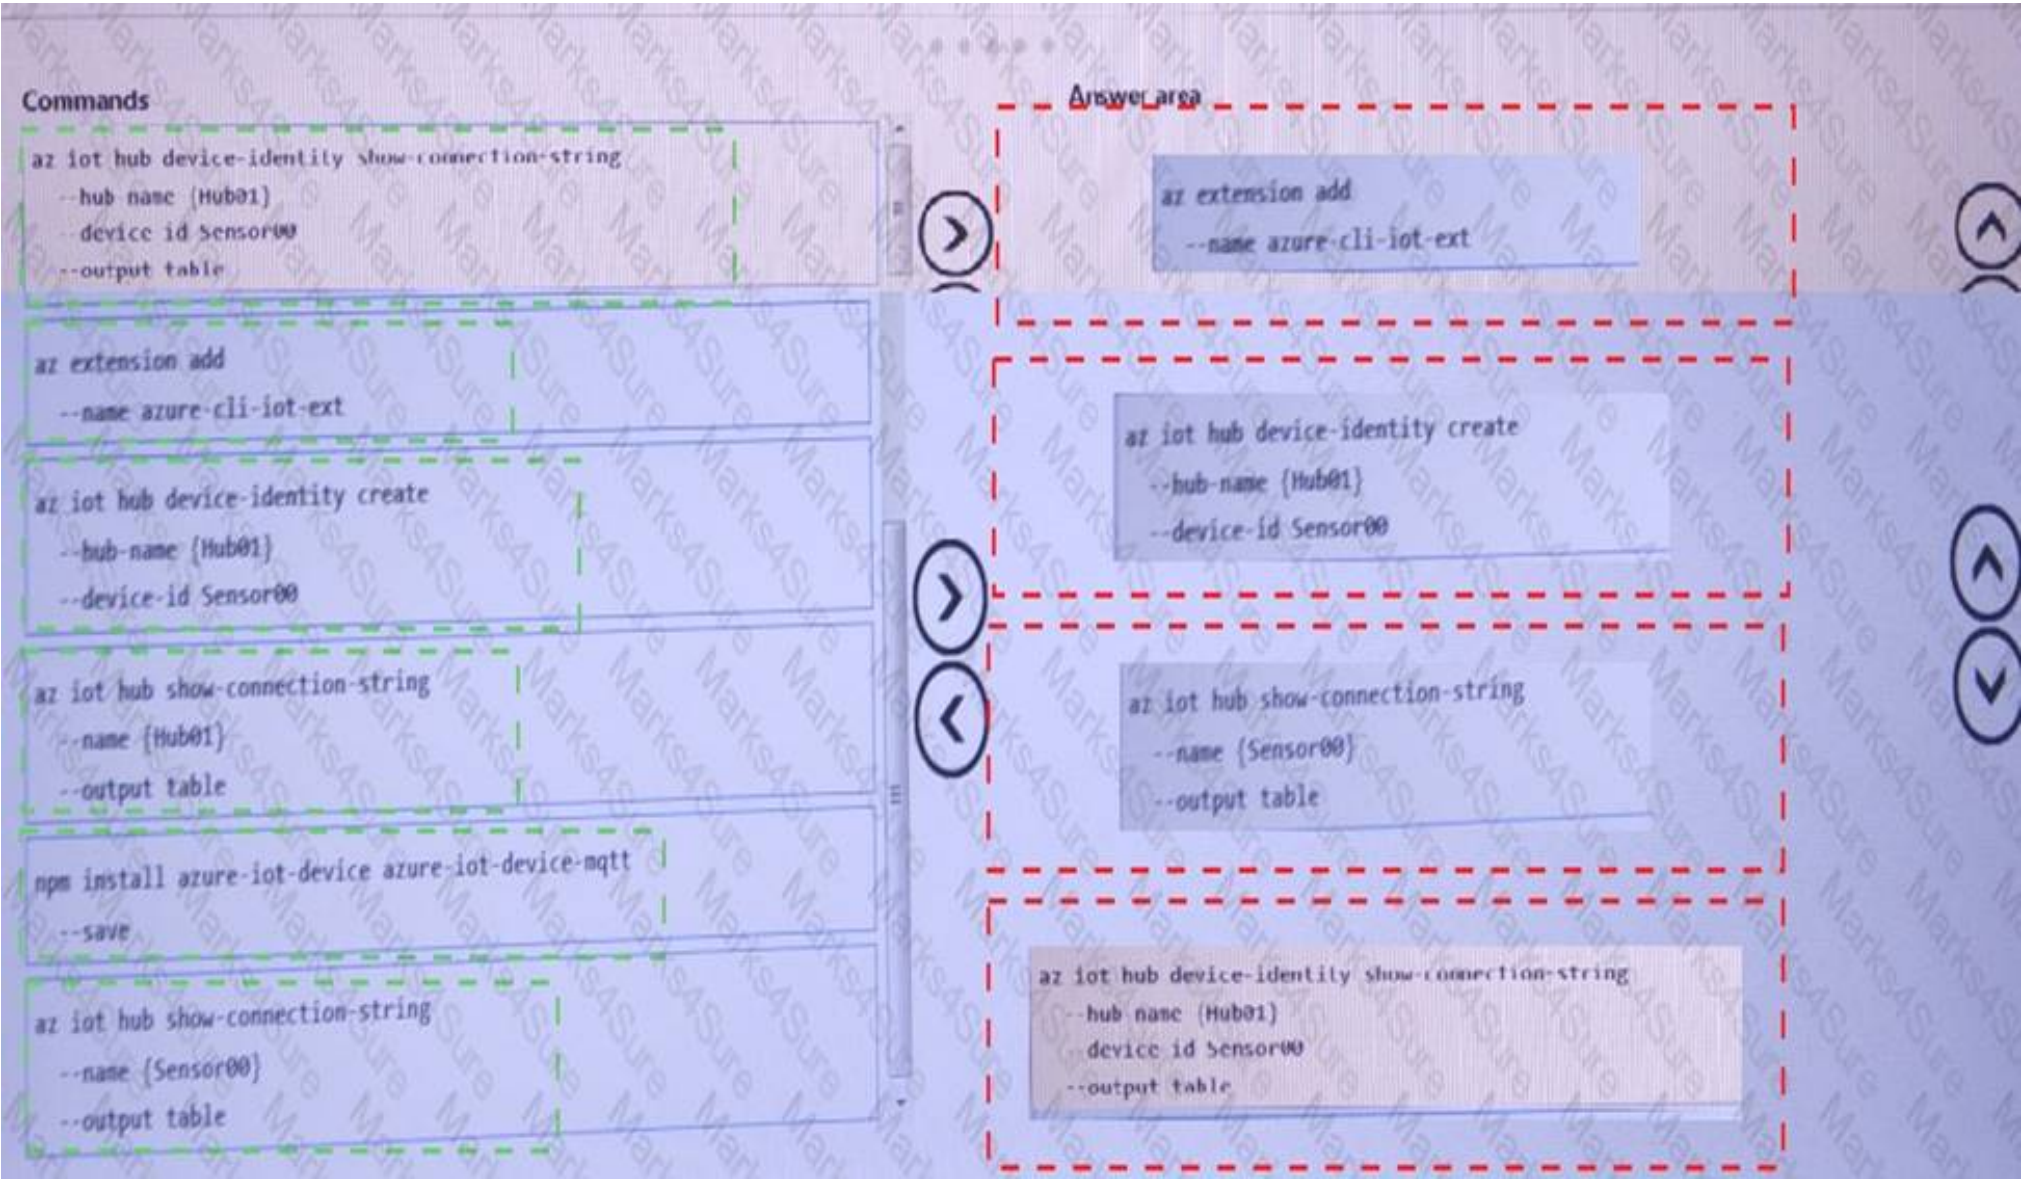 Commands
az iot hub device-identity show-connection-string
--hub name {Hub01}
device id Sensor00
--output table
az extension add
--name azure-cli-iot-ext
az iot hub device-identity create
--hub-name {Hub01}
--device-id Sensor00
az iot hub show-connection-string
--name {Hub01}
--output table
npm install azure-iot-device azure-iot-device-mqtt
--save
az iot hub show-connection-string
--name {Sensor00}
--output table
Answer area
az extension add
--name azure-cli-iot-ext
az iot hub device-identity create
--hub-name {Hub01}
--device-id Sensor00
az iot hub show-connection-string
--name {Sensor00}
--output table
az iot hub device-identity show-connection-string
--hub name {Hub01}
device id Sensor00
--output table
Marks4Sure